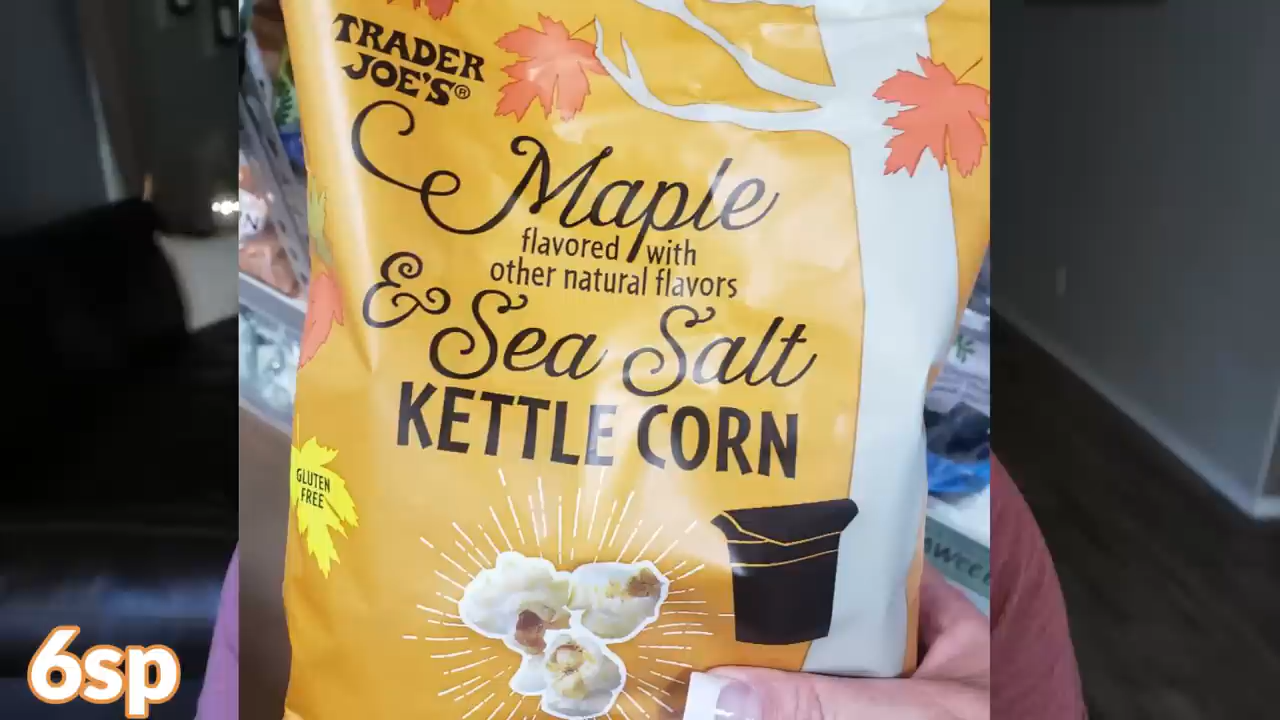 TRADER
JOE'S®
Maple
flavored with
other natural flavors
& Sea Salt
KETTLE CORN
GLUTEN
FREE
6sp